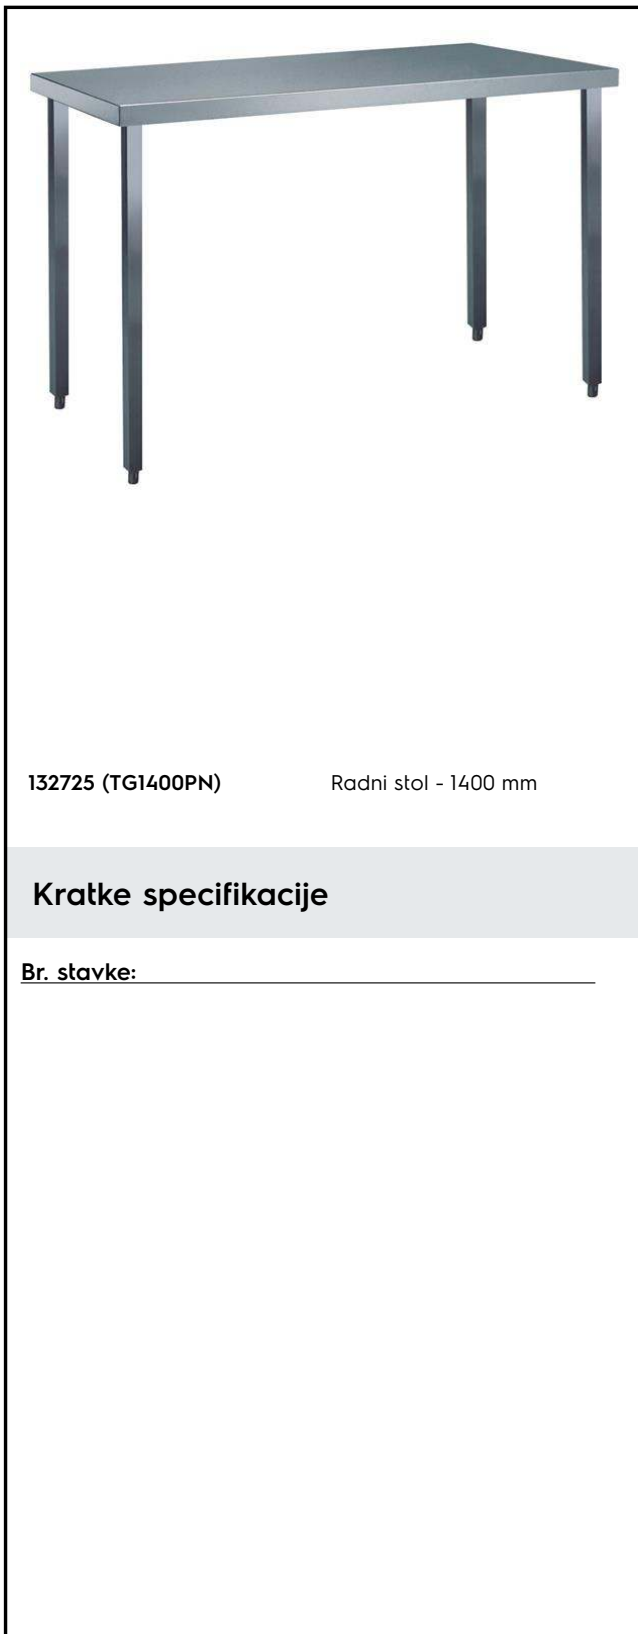 132725 (TG1400PN) Radni stol - 1400 mm
Kratke specifikacije
Br. stavke: